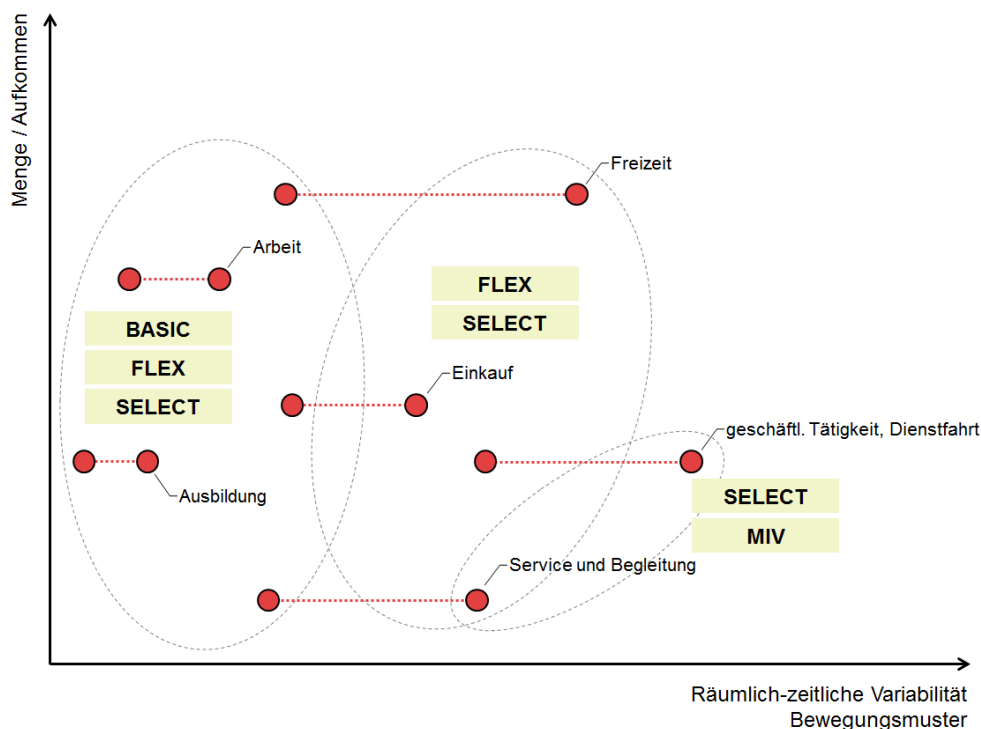 Menge / Aufkommen
Freizeit
Arbeit
FLEX
SELECT
BASIC
FLEX
SELECT
Einkauf
geschäftl. Tätigkeit, Dienstfahrt
Ausbildung
SELECT
MIV
Service und Begleitung
Räumlich-zeitliche Variabilität
Bewegungsmuster